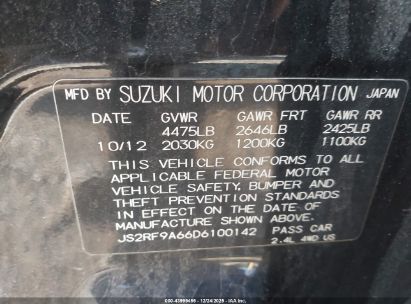 MFD BY SUZUKI MOTOR CORPORATION JAPAN
DATE GVWR GAWR FRT GAWR RR
4475LB 2646LB 2425LB
10/12 2030KG 1200KG 1100KG
THIS VEHICLE CONFORMS TO ALL
APPLICABLE FEDERAL MOTOR
VEHICLE SAFETY, BUMPER AND
THEFT PREVENTION STANDARDS
IN EFFECT ON THE DATE OF
MANUFACTURE SHOWN ABOVE.
JS2RF9A66D6100142 PASS CAR
2.4L 4WD US